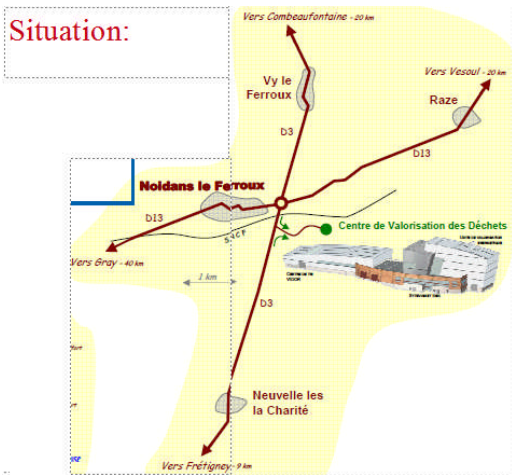 Situation:
Vers Combeaufontaine - 20 km
Vers Vesoul - 20 km
Vy le
Ferroux
Raze
D3
D13
Noidans le Ferroux
D13
Centre de Valorisation des Déchets
Vers Gray - 40 km
1 km
D3
Neuvelle les
la Charité
Vers Frétigney - 9 km